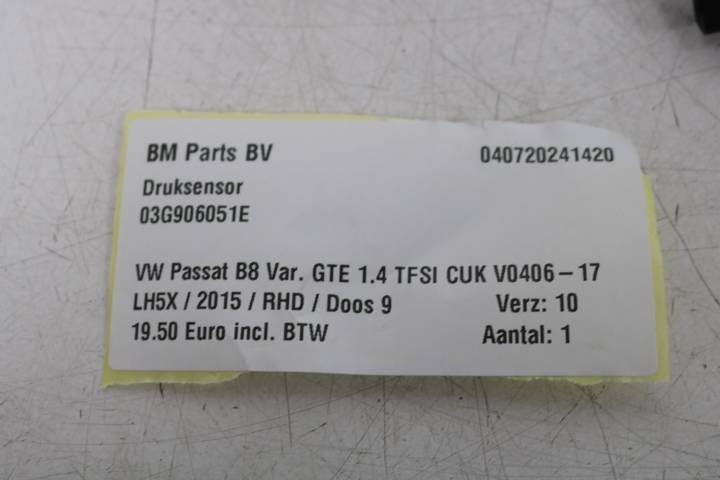 BM Parts BV 040720241420
Druksensor
03G906051E
VW Passat B8 Var. GTE 1.4 TFSI CUK V0406-17
LH5X / 2015 / RHD / Doos 9 Verz: 10
19.50 Euro incl. BTW Aantal: 1